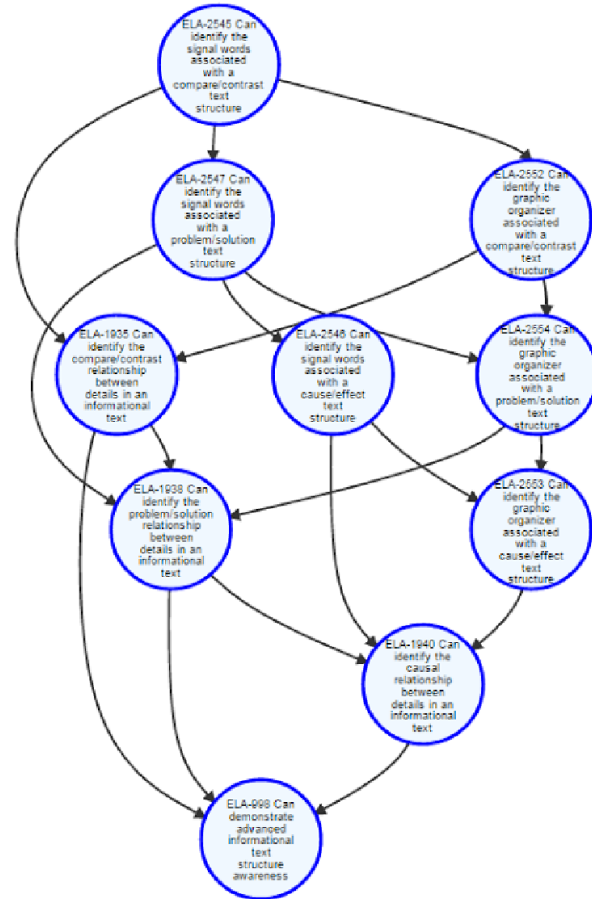 ELA-2545 Can
identify the
signal words
associated
with a
compare/contrast
text
structure
ELA-2547 Can
identify the
signal words
associated
with a
problem/solution
text
structure
ELA-2552 Can
identify the
graphic
organizer
associated
with a
compare/contrast
text
structure
ELA-1935 Can
identify the
compare/contrast
relationship
between
details in an
informational
text
ELA-2546 Can
identify the
signal words
associated
with a
cause/effect
text
structure
ELA-2554 Can
identify the
graphic
organizer
associated
with a
problem/solution
text
structure
ELA-1938 Can
identify the
problem/solution
relationship
between
details in an
informational
text
ELA-2553 Can
identify the
graphic
organizer
associated
with a
cause/effect
text
structure
ELA-1940 Can
identify the
causal
relationship
between
details in an
informational
text
ELA-998 Can
demonstrate
advanced
informational
text
structure
awareness